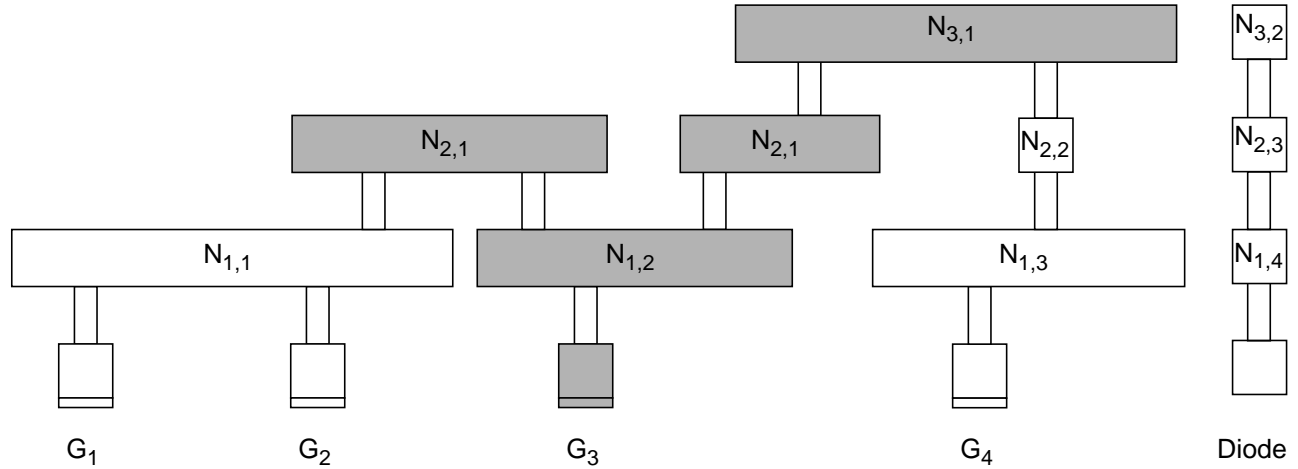 N3,1 N3,2
N2,1 N2,1 N2,2 N2,3
N1,1 N1,2 N1,3 N1,4
G1 G2 G3 G4 Diode